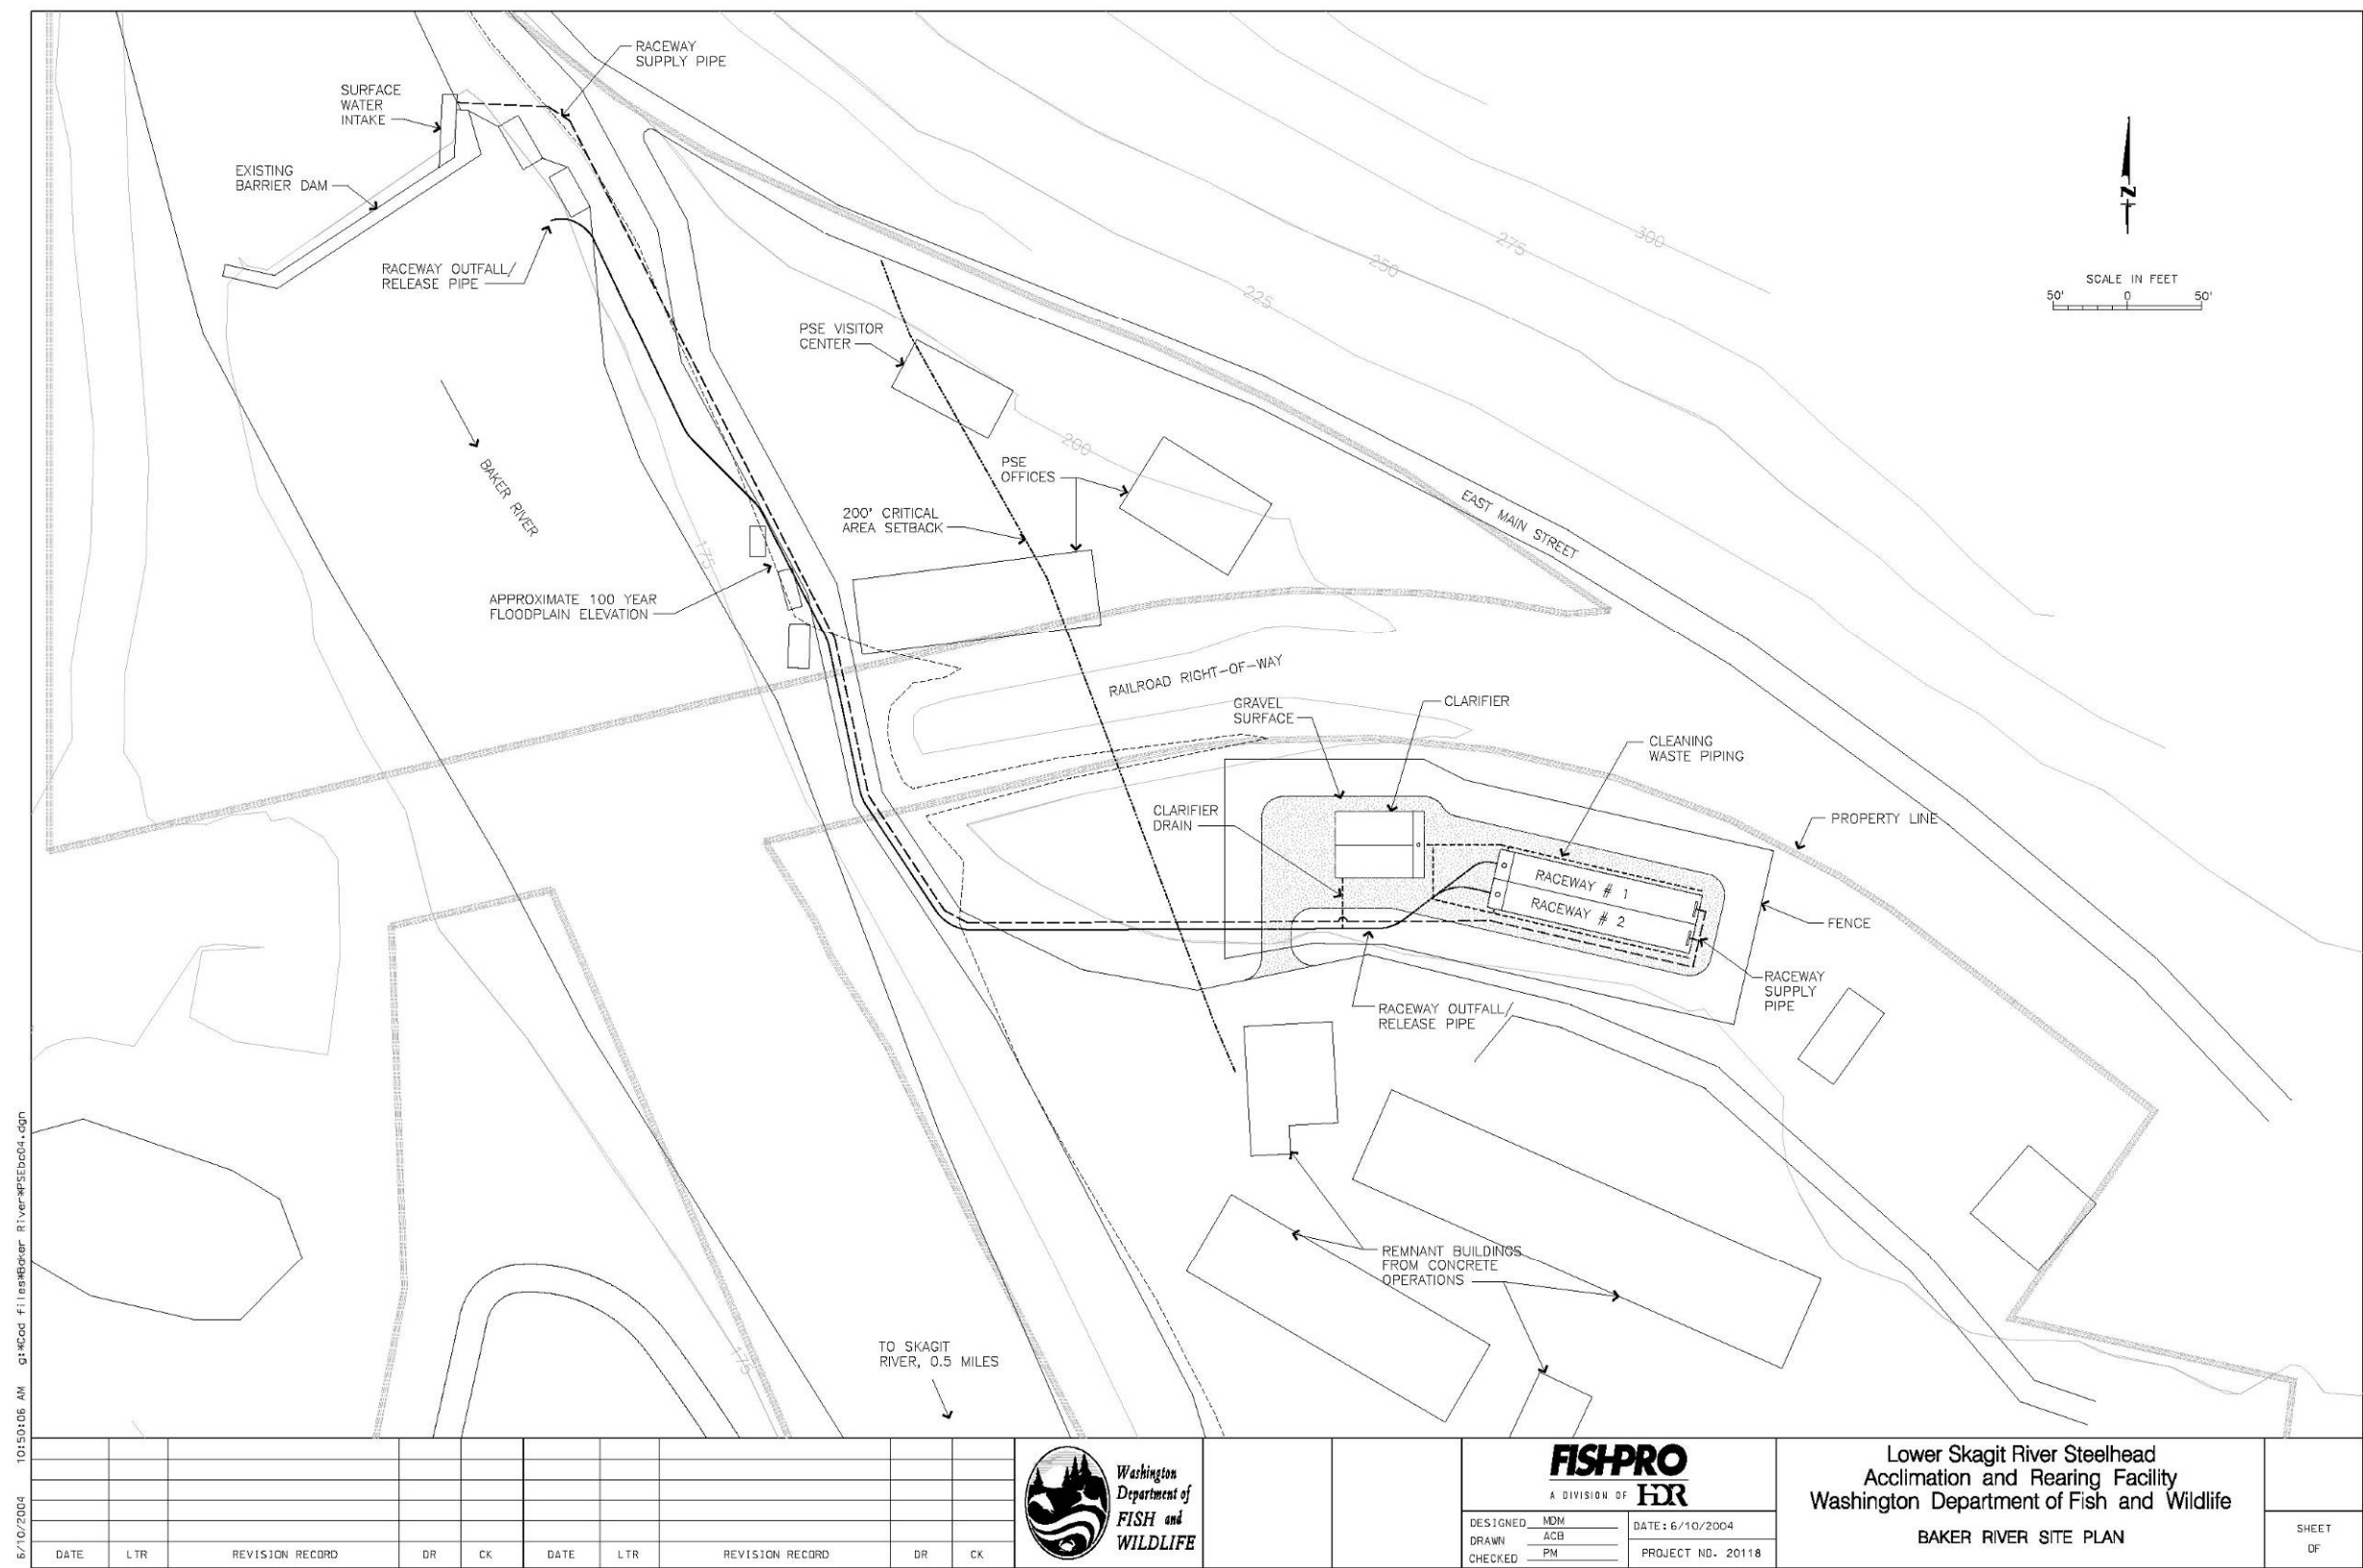 RACEWAY
SUPPLY PIPE
SURFACE
WATER
INTAKE
EXISTING
BARRIER DAM
RACEWAY OUTFALL/
RELEASE PIPE
BAKER RIVER
PSE VISITOR
CENTER
PSE
OFFICES
200' CRITICAL
AREA SETBACK
APPROXIMATE 100 YEAR
FLOODPLAIN ELEVATION
175
200
225
250
275
300
N
SCALE IN FEET
50' 0 50'
EAST MAIN STREET
RAILROAD RIGHT-OF-WAY
GRAVEL
SURFACE
CLARIFIER
CLEANING
WASTE PIPING
CLARIFIER
DRAIN
PROPERTY LINE
RACEWAY # 1
RACEWAY # 2
FENCE
RACEWAY
SUPPLY
PIPE
RACEWAY OUTFALL/
RELEASE PIPE
REMNANT BUILDINGS
FROM CONCRETE
OPERATIONS
TO SKAGIT
RIVER, 0.5 MILES
175
6/10/2004 10:50:06 AM g:*Cad files*Baker River*PSEbc04.dgn
DATE LTR REVISION RECORD DR CK DATE LTR REVISION RECORD DR CK
Washington
Department of
FISH and
WILDLIFE
FISHPRO
A DIVISION OF HDR
DESIGNED MDM
DRAWN ACB
CHECKED PM
DATE: 6/10/2004
PROJECT NO. 20118
Lower Skagit River Steelhead
Acclimation and Rearing Facility
Washington Department of Fish and Wildlife
BAKER RIVER SITE PLAN
SHEET
OF